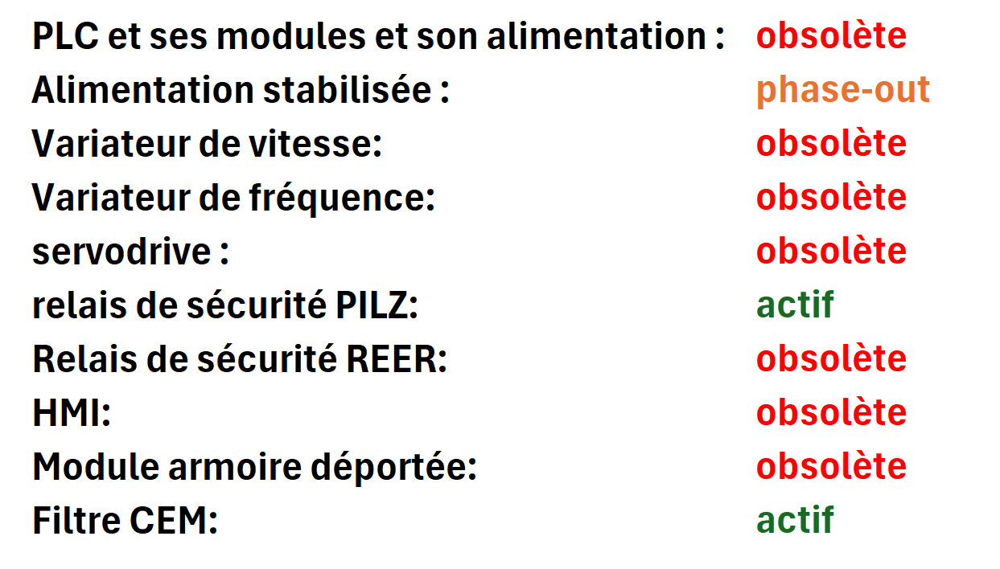 PLC et ses modules et son alimentation : obsolète
Alimentation stabilisée : phase-out
Variateur de vitesse: obsolète
Variateur de fréquence: obsolète
servodrive : obsolète
relais de sécurité PILZ: actif
Relais de sécurité REER: obsolète
HMI: obsolète
Module armoire déportée: obsolète
Filtre CEM: actif